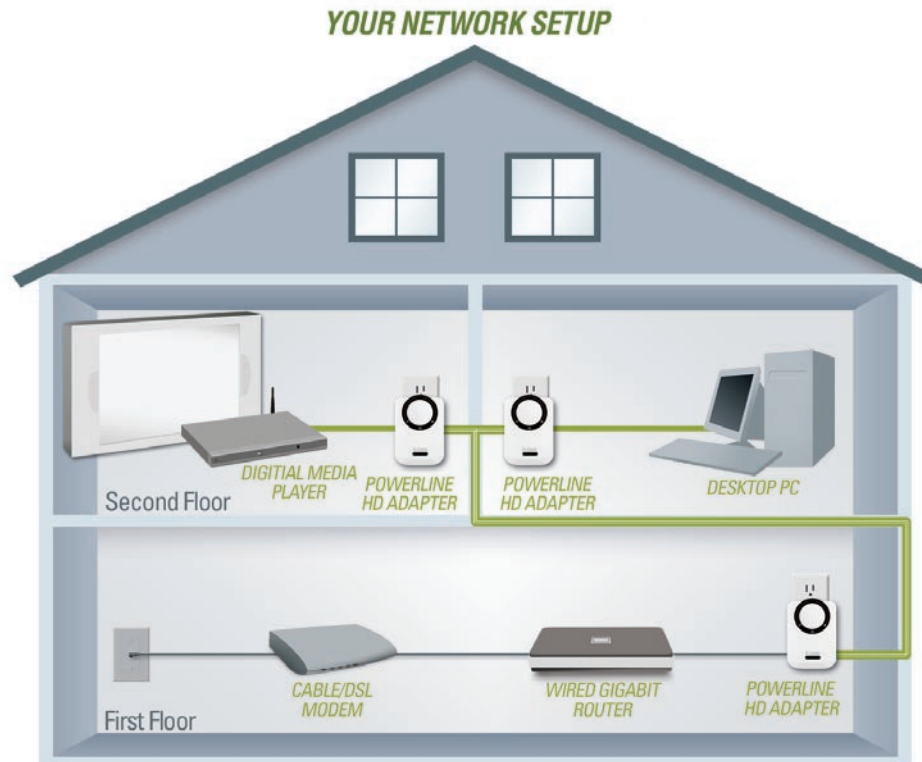 YOUR NETWORK SETUP
DIGITIAL MEDIA
PLAYER
POWERLINE
HD ADAPTER
POWERLINE
HD ADAPTER
DESKTOP PC
Second Floor
CABLE/DSL
MODEM
WIRED GIGABIT
ROUTER
POWERLINE
HD ADAPTER
First Floor